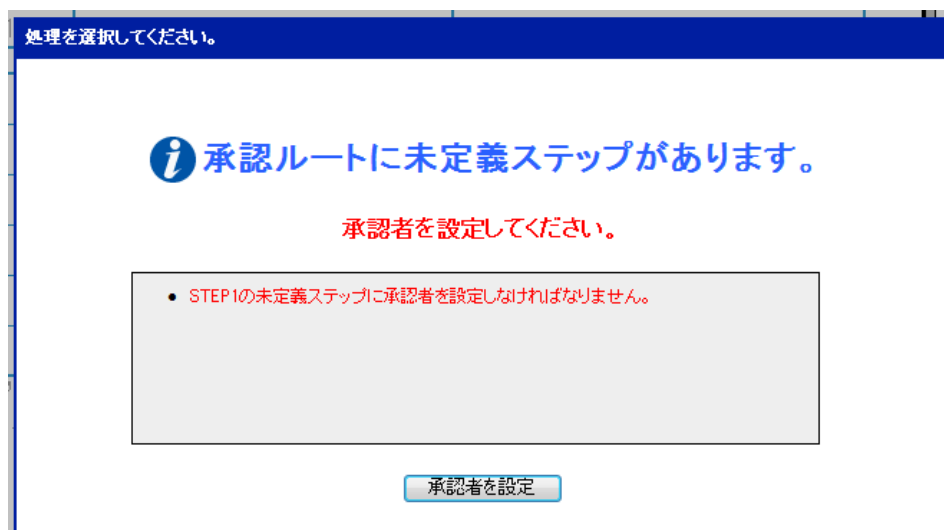 処理を選択してください。
承認ルートに未定義ステップがあります。
承認者を設定してください。
• STEP1の未定義ステップに承認者を設定しなければなりません。
承認者を設定